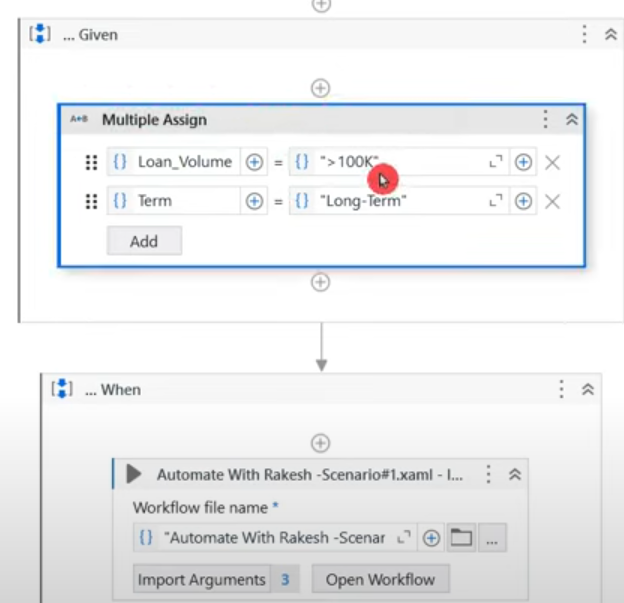 ... Given
A+B Multiple Assign
{} Loan_Volume = {} ">100K"
{} Term = {} "Long-Term"
Add
... When
Automate With Rakesh -Scenario#1.xaml - I...
Workflow file name *
{} "Automate With Rakesh -Scenar ...
Import Arguments 3 Open Workflow